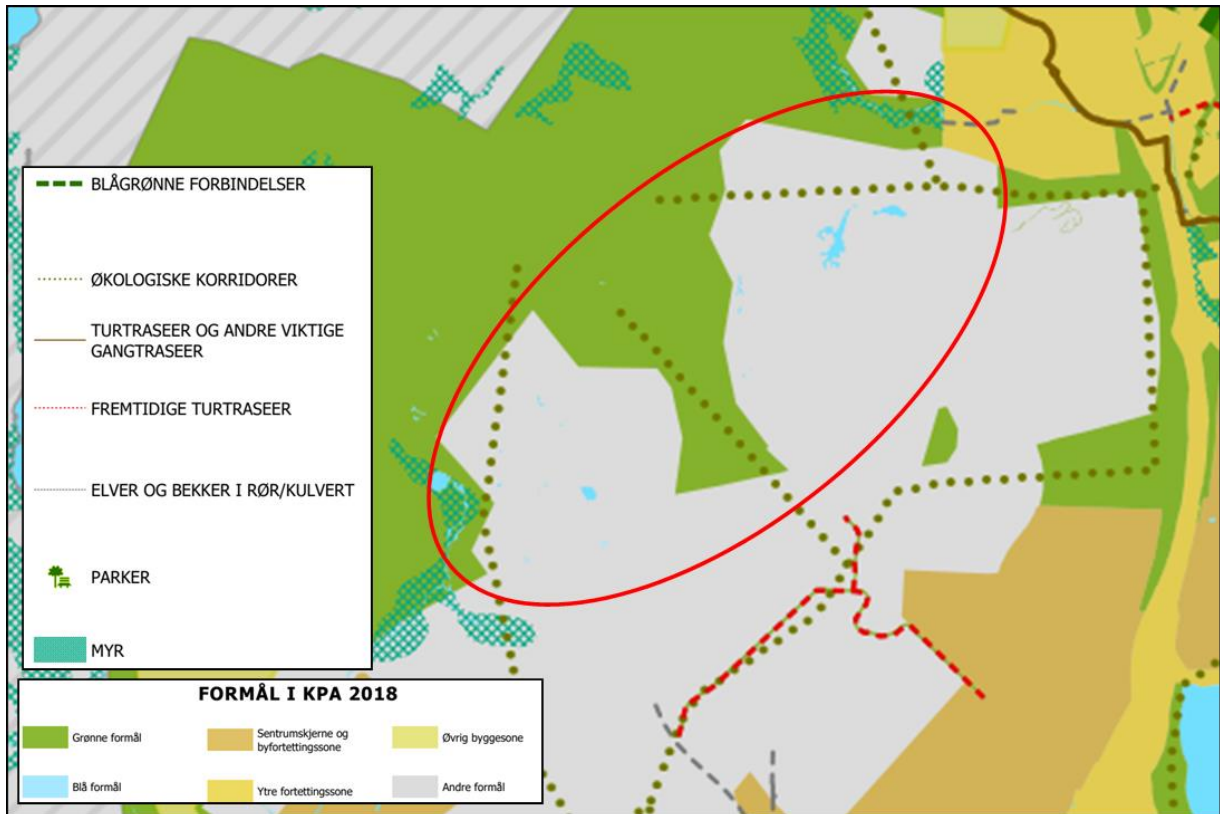 BLÅGRØNNE FORBINDELSER
ØKOLOGISKE KORRIDORER
TURTRASEER OG ANDRE VIKTIGE
GANGTRASEER
FREMTIDIGE TURTRASEER
ELVER OG BEKKER I RØR/KULVERT
PARKER
MYR
FORMÅL I KPA 2018
Grønne formål
Sentrumskjerne og
byfortettingssone
Øvrig byggesone
Blå formål
Ytre fortettingssone
Andre formål